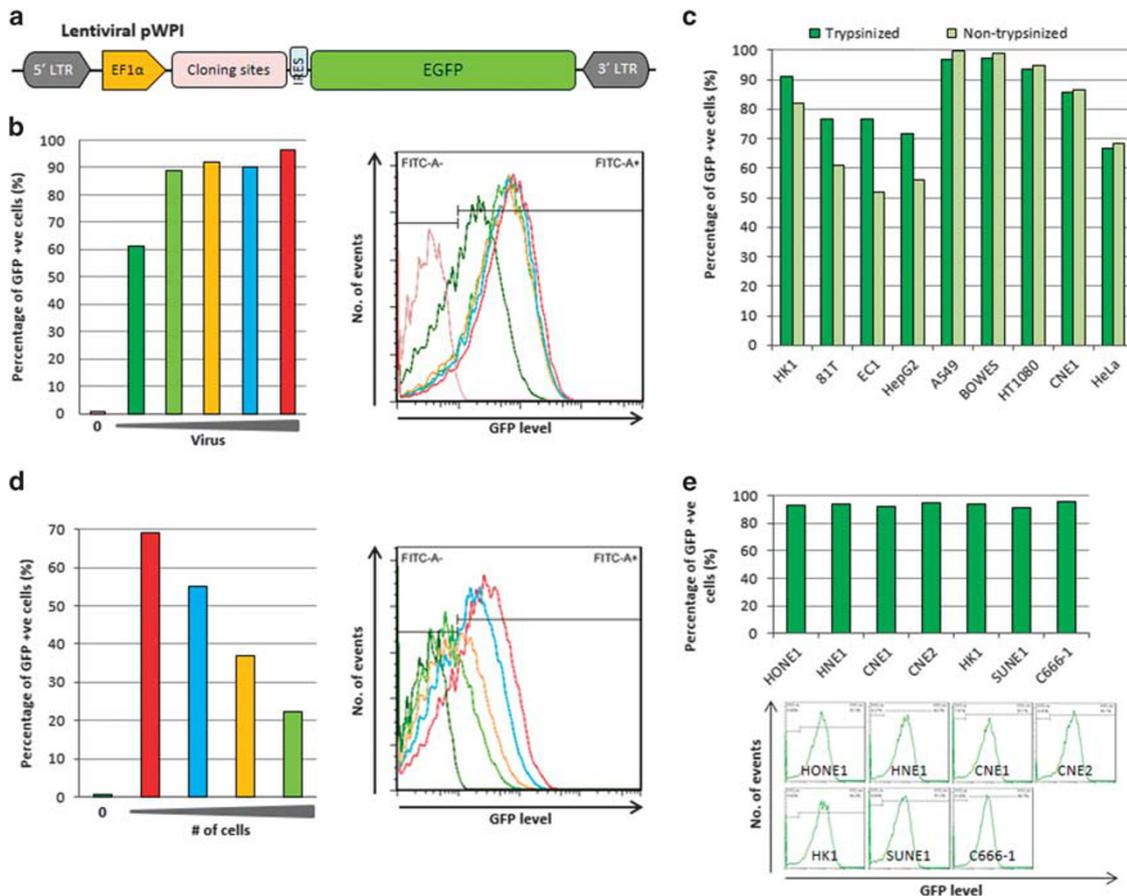 a
Lentiviral pWPI
5' LTR
EF1α
Cloning sites
IRES
EGFP
3' LTR
b
Percentage of GFP +ve cells (%)
100
90
80
70
60
50
40
30
20
10
0
0
Virus
No. of events
FITC-A-
FITC-A+
GFP level
c
Trypsinized
Non-trypsinized
Percentage of GFP +ve cells (%)
100
90
80
70
60
50
40
30
20
10
0
HK1
81T
EC1
HepG2
A549
BOWES
HT1080
CNE1
HeLa
d
Percentage of GFP +ve cells (%)
70
60
50
40
30
20
10
0
0
# of cells
No. of events
FITC-A-
FITC-A+
GFP level
e
Percentage of GFP +ve
cells (%)
100
80
60
40
20
0
HONE1
HNE1
CNE1
CNE2
HK1
SUNE1
C666-1
No. of events
HONE1
HNE1
CNE1
CNE2
HK1
SUNE1
C666-1
GFP level